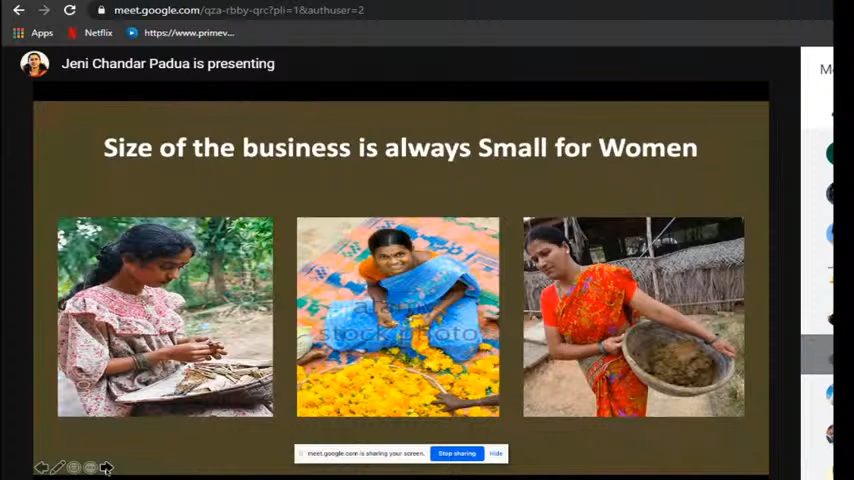 meet.google.com/qza-rbby-qrc?pli=1&authuser=2
Apps
Netflix
https://www.primev...
Jeni Chandar Padua is presenting
Size of the business is always Small for Women
stock photo
meet.google.com is sharing your screen.
Stop sharing
Hide